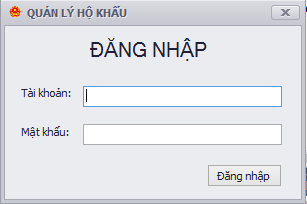 QUẢN LÝ HỘ KHẨU
ĐĂNG NHẬP
Tài khoản:
Mật khẩu:
Đăng nhập